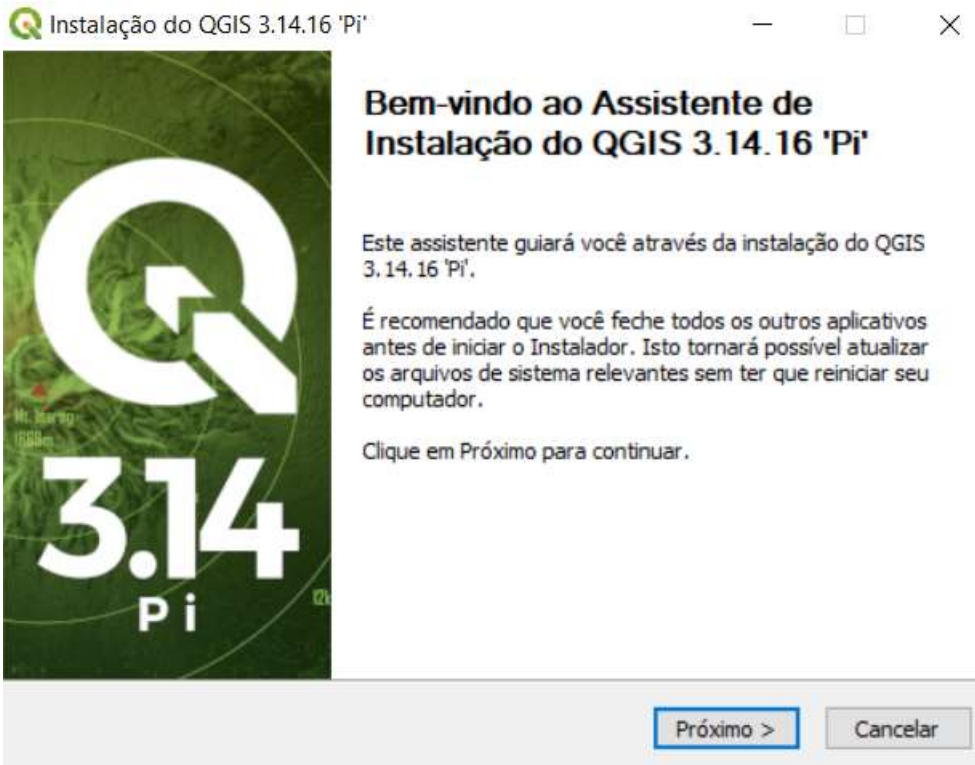 Instalação do QGIS 3.14.16 'Pi'
Bem-vindo ao Assistente de
Instalação do QGIS 3.14.16 'Pi'
Este assistente guiará você através da instalação do QGIS
3.14.16 'Pi'.
É recomendado que você feche todos os outros aplicativos
antes de iniciar o Instalador. Isto tornará possível atualizar
os arquivos de sistema relevantes sem ter que reiniciar seu
computador.
Clique em Próximo para continuar.
1668m
3.14
Pi
Próximo >
Cancelar